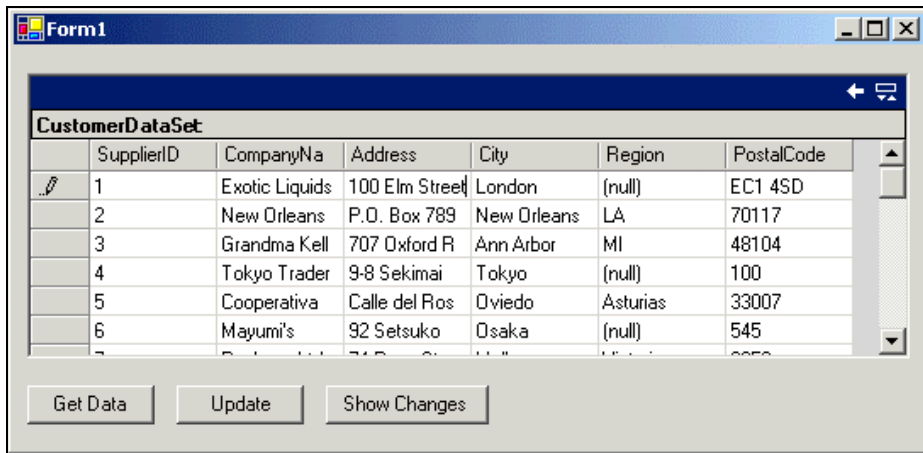 Form1
CustomerDataSet:
SupplierID CompanyNa Address City Region PostalCode
1 Exotic Liquids 100 Elm Street London (null) EC1 4SD
2 New Orleans P.O. Box 789 New Orleans LA 70117
3 Grandma Kell 707 Oxford R Ann Arbor MI 48104
4 Tokyo Trader 9-8 Sekimai Tokyo (null) 100
5 Cooperativa Calle del Ros Oviedo Asturias 33007
6 Mayumi's 92 Setsuko Osaka (null) 545
Get Data Update Show Changes